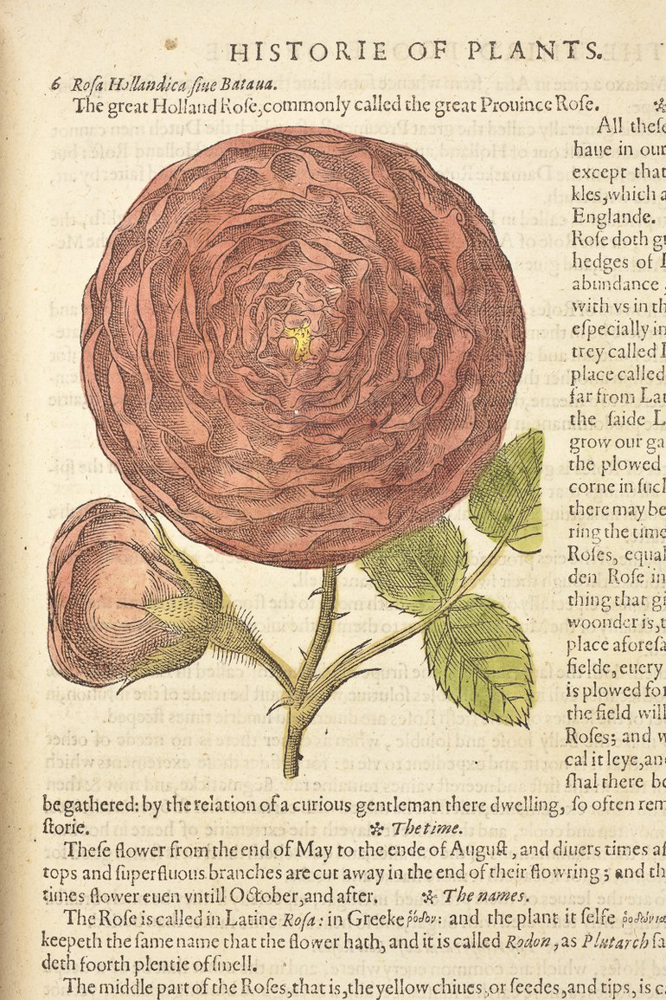 HISTORIE OF PLANTS.
6 Roſa Hollandica ſiue Bataua.
The great Holland Roſe, commonly called the great Prouince Roſe.
All theſe
haue in our
except that
kles, which a
Englande.
Roſe doth gr
hedges of
abundance
with vs in th
eſpecially in
trey called
place called
far from Lat
the ſaide L
grow our ga
the plowed
corne in ſuch
there may be
ring the time
Roſes, equal
den Roſe in
thing that gi
woonder is, t
place aforeſa
fielde, euery
is plowed fo
the field will
Roſes; and w
cal it leye, and
ſhal there be
be gathered: by the relation of a curious gentleman there dwelling, ſo often rem
ſtorie. ❧ The time.
Theſe flower from the end of May to the ende of Auguſt, and diuers times af
tops and ſuperfluous branches are cut away in the end of their flowring; and th
times flower euen vntill October, and after. ❧ The names.
The Roſe is called in Latine Roſa: in Greeke ῥόδον: and the plant it ſelfe
keepeth the ſame name that the flower hath, and it is called Rodon, as Plutarch ſa
deth foorth plentie of ſmell.
The middle part of the Roſes, that is, the yellow chiues, or ſeedes, and tips, is c